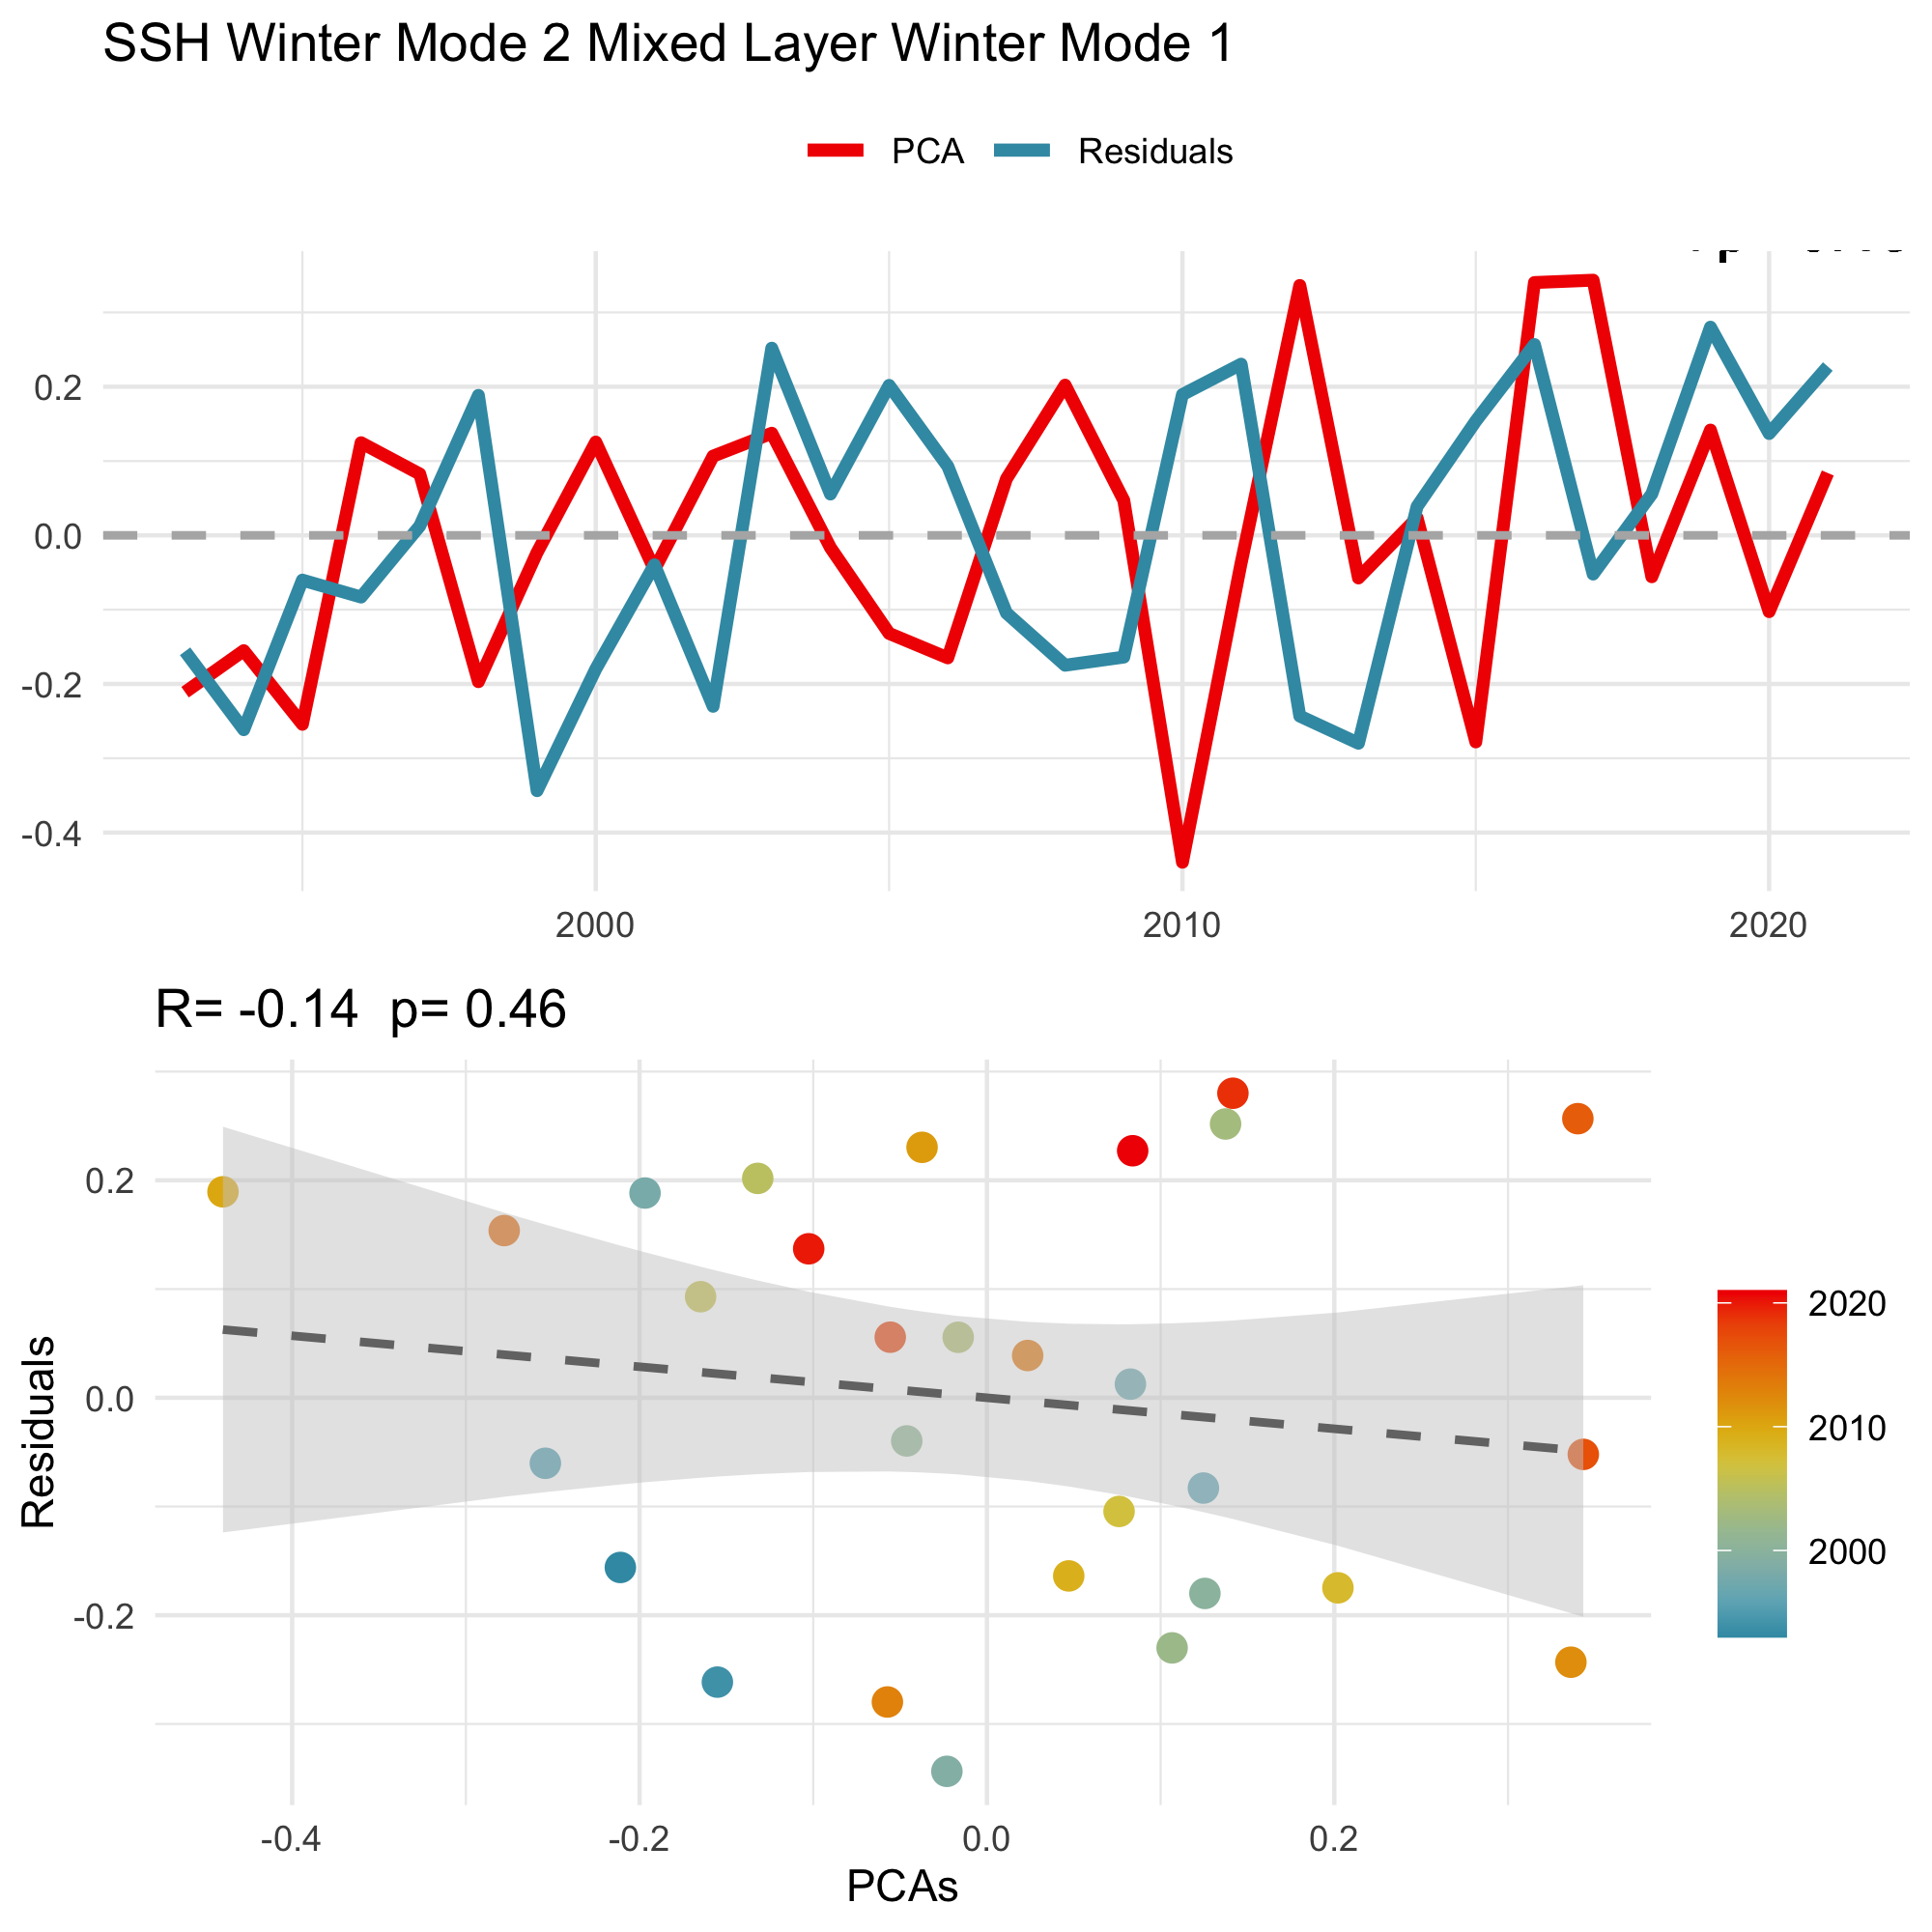 SSH Winter Mode 2 Mixed Layer Winter Mode 1
PCA Residuals
0.2
0.0
-0.2
-0.4
2000 2010 2020
R= -0.14 p= 0.46
Residuals
0.2
0.0
-0.2
-0.4 -0.2 0.0 0.2
PCAs
2020
2010
2000